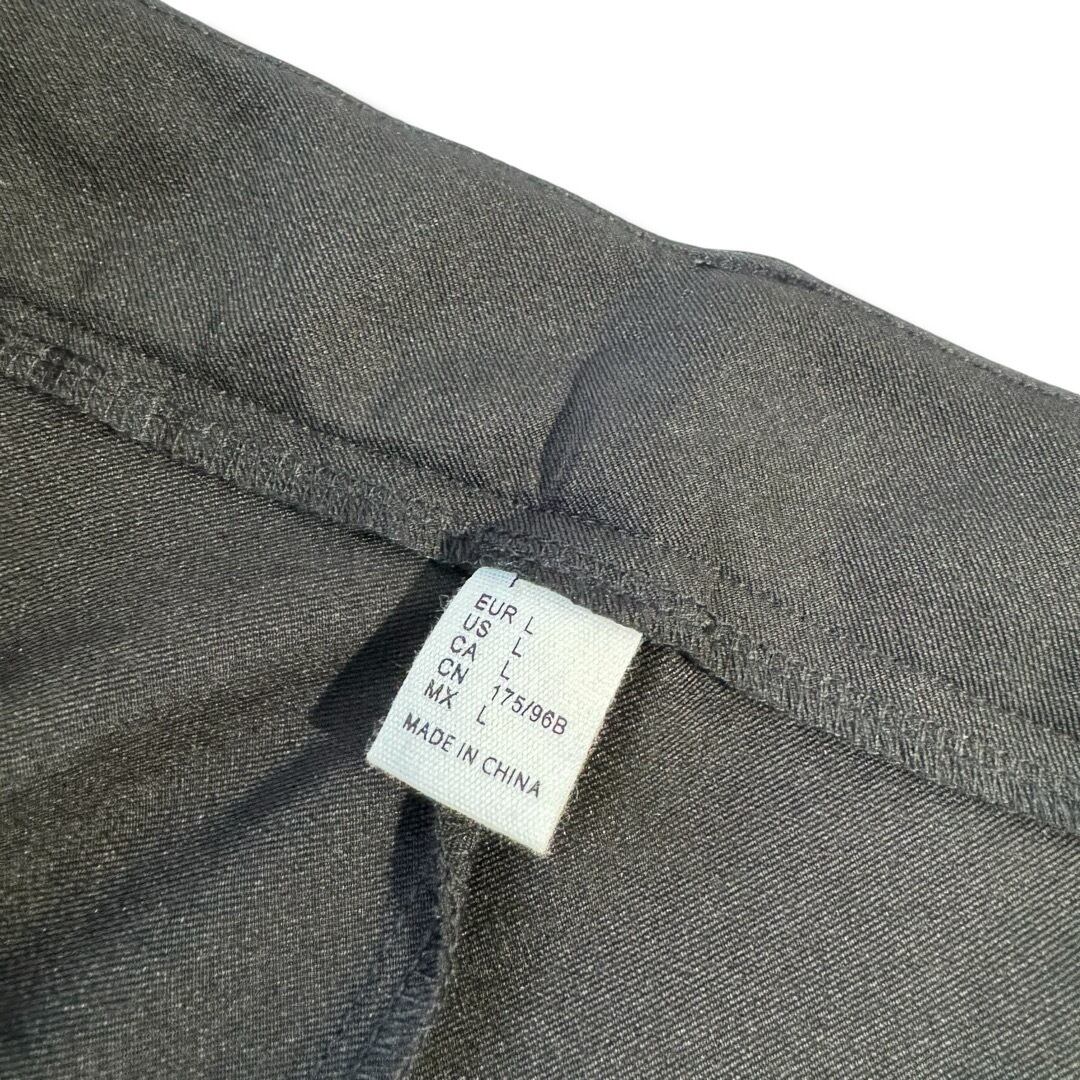 EUR L
US L
CA L
CN 175/96B
MX L
MADE IN CHINA